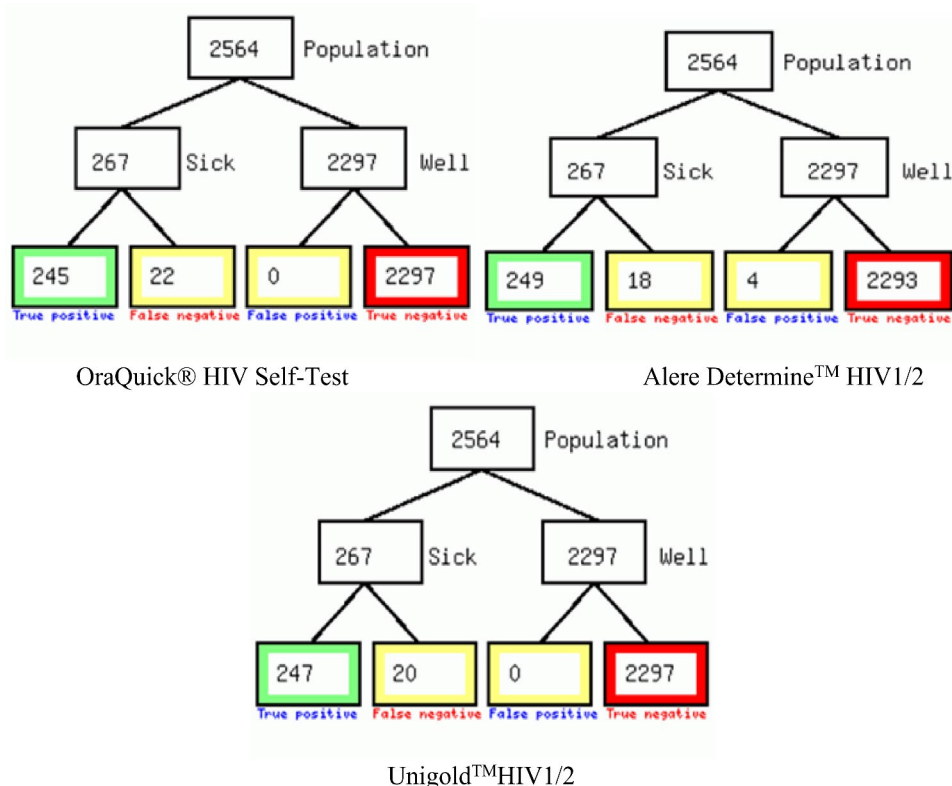 2564 Population
267 Sick 2297 Well
245 22 0 2297
True positive False negative False positive True negative
OraQuick® HIV Self-Test
2564 Population
267 Sick 2297 Well
249 18 4 2293
True positive False negative False positive True negative
Alere Determine™ HIV1/2
2564 Population
267 Sick 2297 Well
247 20 0 2297
True positive False negative False positive True negative
Unigold™HIV1/2